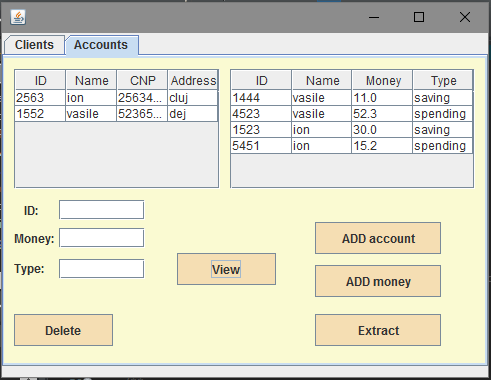 Clients Accounts
ID Name CNP Address
2563 ion 25634... cluj
1552 vasile 52365... dej
ID Name Money Type
1444 vasile 11.0 saving
4523 vasile 52.3 spending
1523 ion 30.0 saving
5451 ion 15.2 spending
ID:
Money:
Type:
View
ADD account
ADD money
Delete
Extract